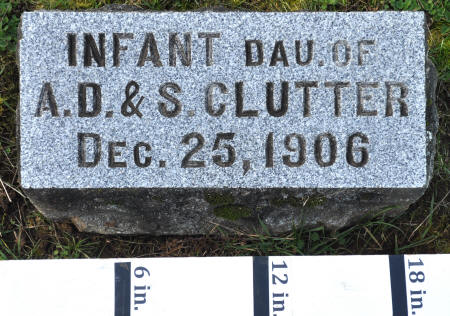 INFANT DAU. OF
A.D. & S. CLUTTER
DEC. 25, 1906
6 in.
12 in.
18 in.